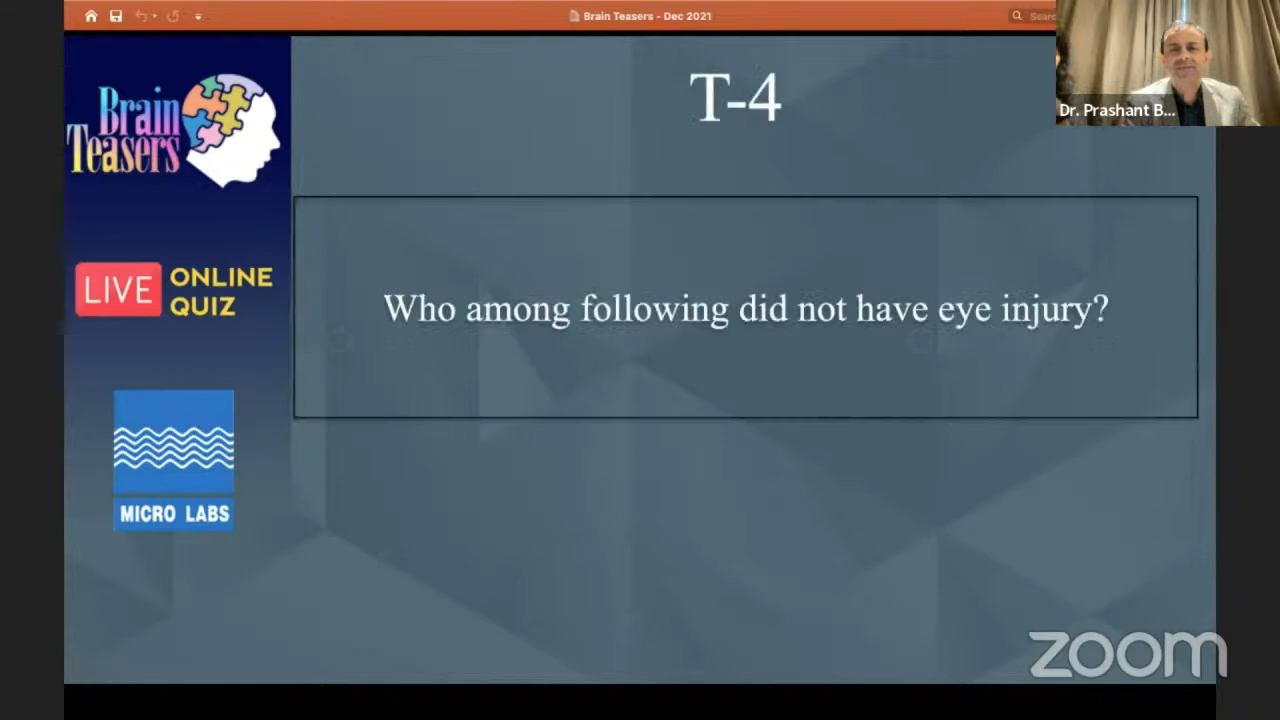 Brain Teasers - Dec 2021
Sear
T-4
Dr. Prashant B...
Brain
Teasers
LIVE ONLINE
QUIZ
Who among following did not have eye injury?
MICRO LABS
zoom